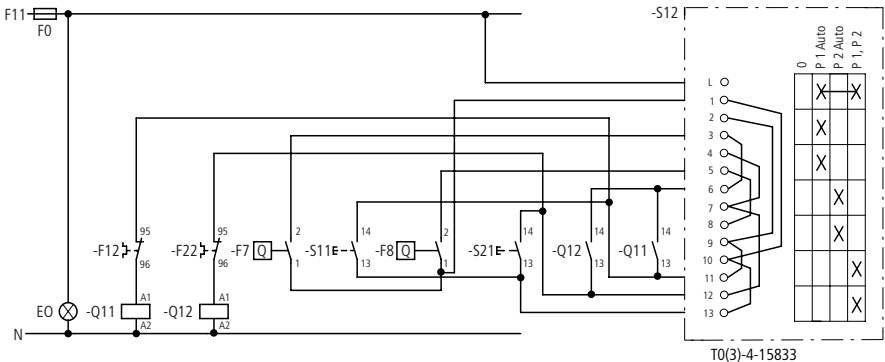 F11
F0
-S12
0
P 1 Auto
P 2 Auto
P 1, P 2
L
1
2
3
4
5
6
7
8
9
10
11
12
13
95
96
-F12
95
96
-F22
2
1
-F7
Q
14
13
-S11
E
2
1
-F8
Q
14
13
-S21
E
14
13
-Q12
14
13
-Q11
EO
-Q11
A1
A2
-Q12
A1
A2
N
T0(3)-4-15833